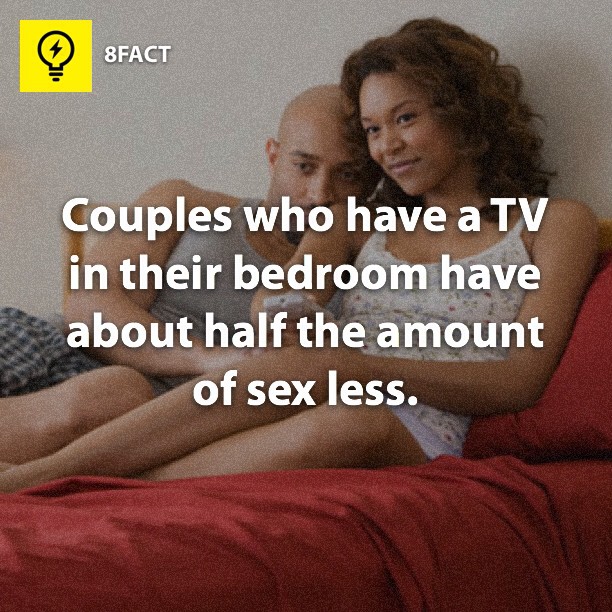 8FACT
Couples who have a TV
in their bedroom have
about half the amount
of sex less.